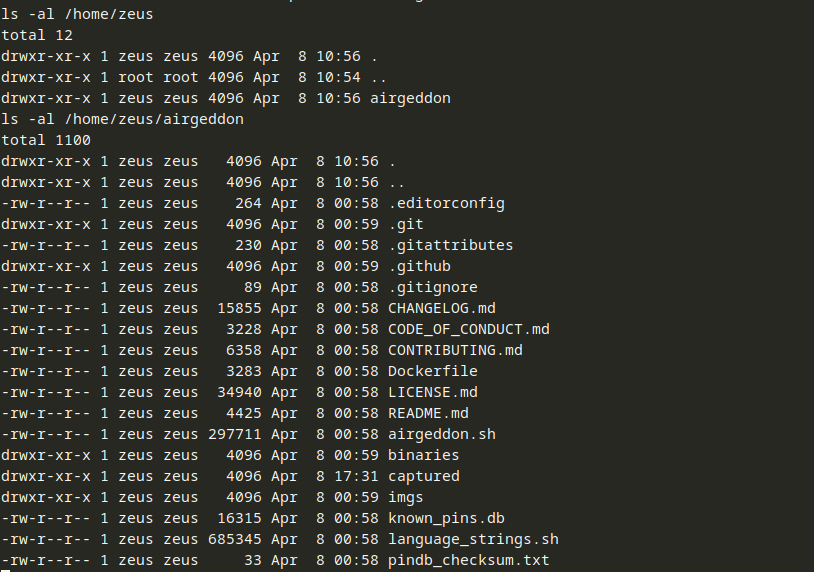 ls -al /home/zeus
total 12
drwxr-xr-x 1 zeus zeus 4096 Apr  8 10:56 .
drwxr-xr-x 1 root root 4096 Apr  8 10:54 ..
drwxr-xr-x 1 zeus zeus 4096 Apr  8 10:56 airgeddon
ls -al /home/zeus/airgeddon
total 1100
drwxr-xr-x 1 zeus zeus   4096 Apr  8 10:56 .
drwxr-xr-x 1 zeus zeus   4096 Apr  8 10:56 ..
-rw-r--r-- 1 zeus zeus    264 Apr  8 00:58 .editorconfig
drwxr-xr-x 1 zeus zeus   4096 Apr  8 00:59 .git
-rw-r--r-- 1 zeus zeus    230 Apr  8 00:58 .gitattributes
drwxr-xr-x 1 zeus zeus   4096 Apr  8 00:59 .github
-rw-r--r-- 1 zeus zeus     89 Apr  8 00:58 .gitignore
-rw-r--r-- 1 zeus zeus  15855 Apr  8 00:58 CHANGELOG.md
-rw-r--r-- 1 zeus zeus   3228 Apr  8 00:58 CODE_OF_CONDUCT.md
-rw-r--r-- 1 zeus zeus   6358 Apr  8 00:58 CONTRIBUTING.md
-rw-r--r-- 1 zeus zeus   3283 Apr  8 00:58 Dockerfile
-rw-r--r-- 1 zeus zeus  34940 Apr  8 00:58 LICENSE.md
-rw-r--r-- 1 zeus zeus   4425 Apr  8 00:58 README.md
-rw-r--r-- 1 zeus zeus 297711 Apr  8 00:58 airgeddon.sh
drwxr-xr-x 1 zeus zeus   4096 Apr  8 00:59 binaries
drwxr-xr-x 1 zeus zeus   4096 Apr  8 17:31 captured
drwxr-xr-x 1 zeus zeus   4096 Apr  8 00:59 imgs
-rw-r--r-- 1 zeus zeus  16315 Apr  8 00:58 known_pins.db
-rw-r--r-- 1 zeus zeus 685345 Apr  8 00:58 language_strings.sh
-rw-r--r-- 1 zeus zeus     33 Apr  8 00:58 pindb_checksum.txt